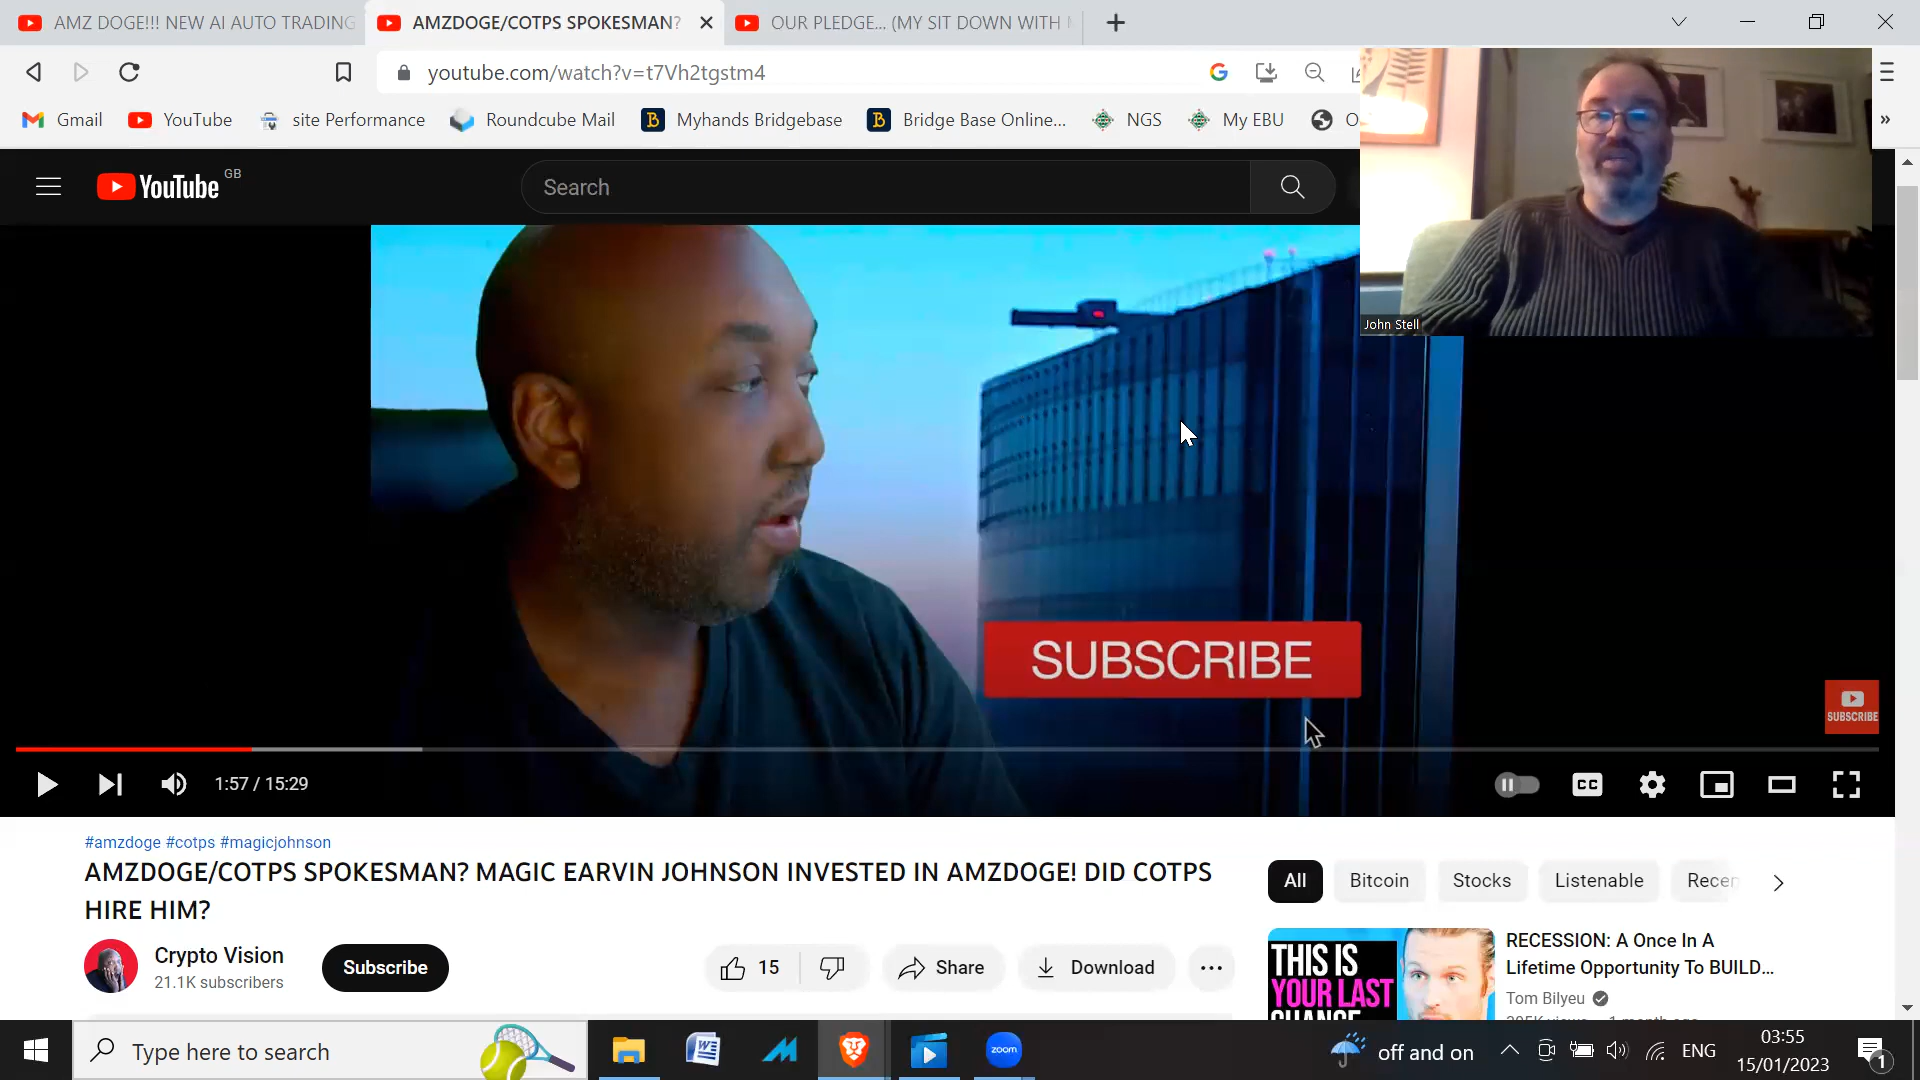 AMZ DOGE!!! NEW AI AUTO TRADING
AMZDOGE/COTPS SPOKESMAN?
OUR PLEDGE... (MY SIT DOWN WITH
youtube.com/watch?v=t7Vh2tgstm4
Gmail
YouTube
site Performance
Roundcube Mail
Myhands Bridgebase
Bridge Base Online...
NGS
My EBU
YouTube GB
Search
John Stell
SUBSCRIBE
SUBSCRIBE
1:57 / 15:29
CC
#amzdoge #cotps #magicjohnson
AMZDOGE/COTPS SPOKESMAN? MAGIC EARVIN JOHNSON INVESTED IN AMZDOGE! DID COTPS
HIRE HIM?
Crypto Vision
21.1K subscribers
Subscribe
15
Share
Download
All
Bitcoin
Stocks
Listenable
Recen
THIS IS
YOUR LAST
CHANCE
RECESSION: A Once In A
Lifetime Opportunity To BUILD...
Tom Bilyeu
Type here to search
zoom
off and on
ENG
03:55
15/01/2023
1